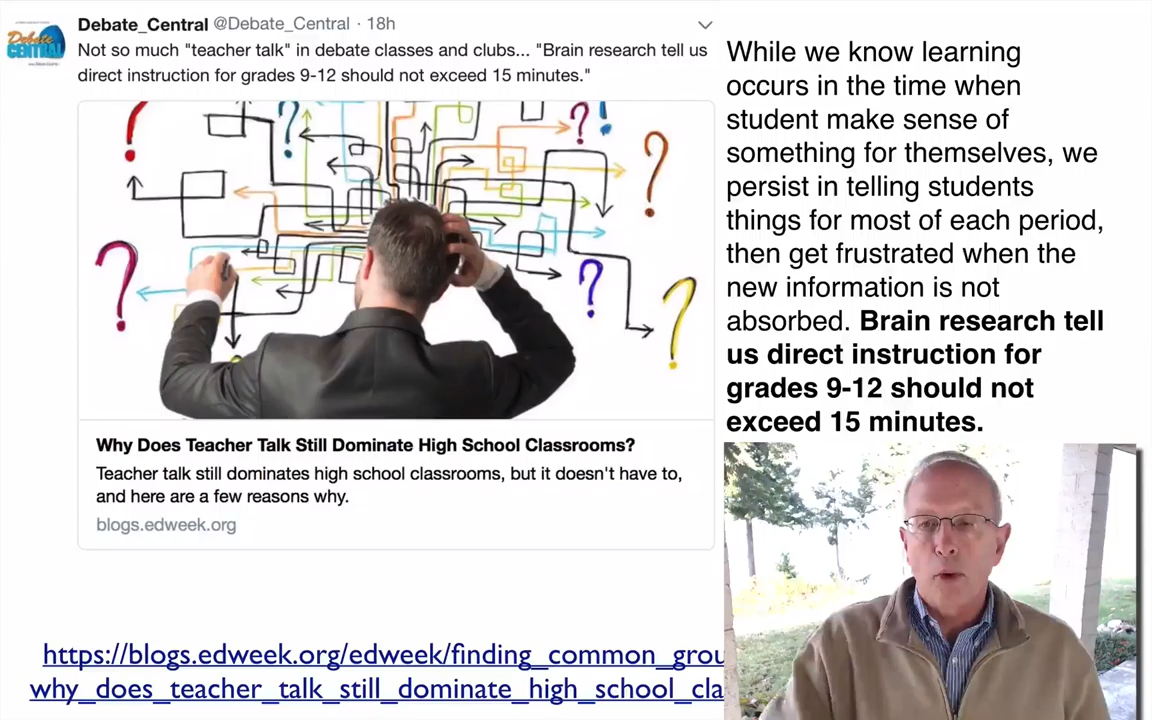 Debate CENTRAL
Debate_Central @Debate_Central · 18h
Not so much "teacher talk" in debate classes and clubs... "Brain research tell us
direct instruction for grades 9-12 should not exceed 15 minutes."
Why Does Teacher Talk Still Dominate High School Classrooms?
Teacher talk still dominates high school classrooms, but it doesn't have to,
and here are a few reasons why.
blogs.edweek.org
While we know learning
occurs in the time when
student make sense of
something for themselves, we
persist in telling students
things for most of each period,
then get frustrated when the
new information is not
absorbed. Brain research tell
us direct instruction for
grades 9-12 should not
exceed 15 minutes.
https://blogs.edweek.org/edweek/finding_common_grou
why_does_teacher_talk_still_dominate_high_school_cla